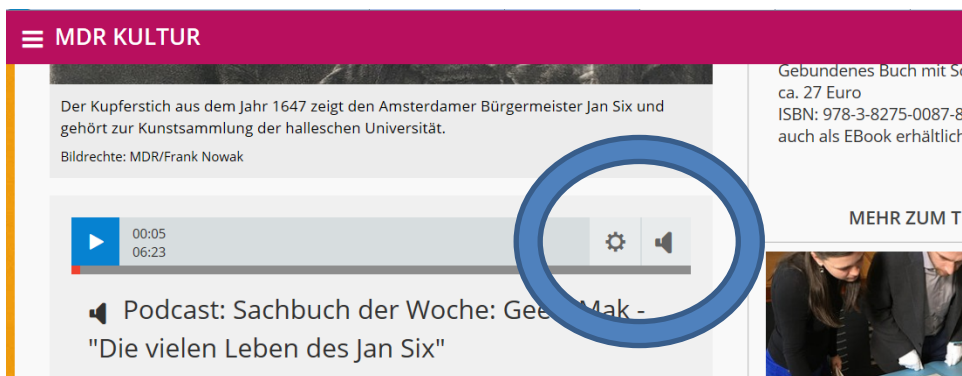 MDR KULTUR
Der Kupferstich aus dem Jahr 1647 zeigt den Amsterdamer Bürgermeister Jan Six und
gehört zur Kunstsammlung der halleschen Universität.
Bildrechte: MDR/Frank Nowak
00:05
06:23
Podcast: Sachbuch der Woche: Mak -
"Die vielen Leben des Jan Six"
Gebundenes Buch mit
ca. 27 Euro
ISBN: 978-3-8275-0087-8
auch als EBook erhältlich
MEHR ZUM T